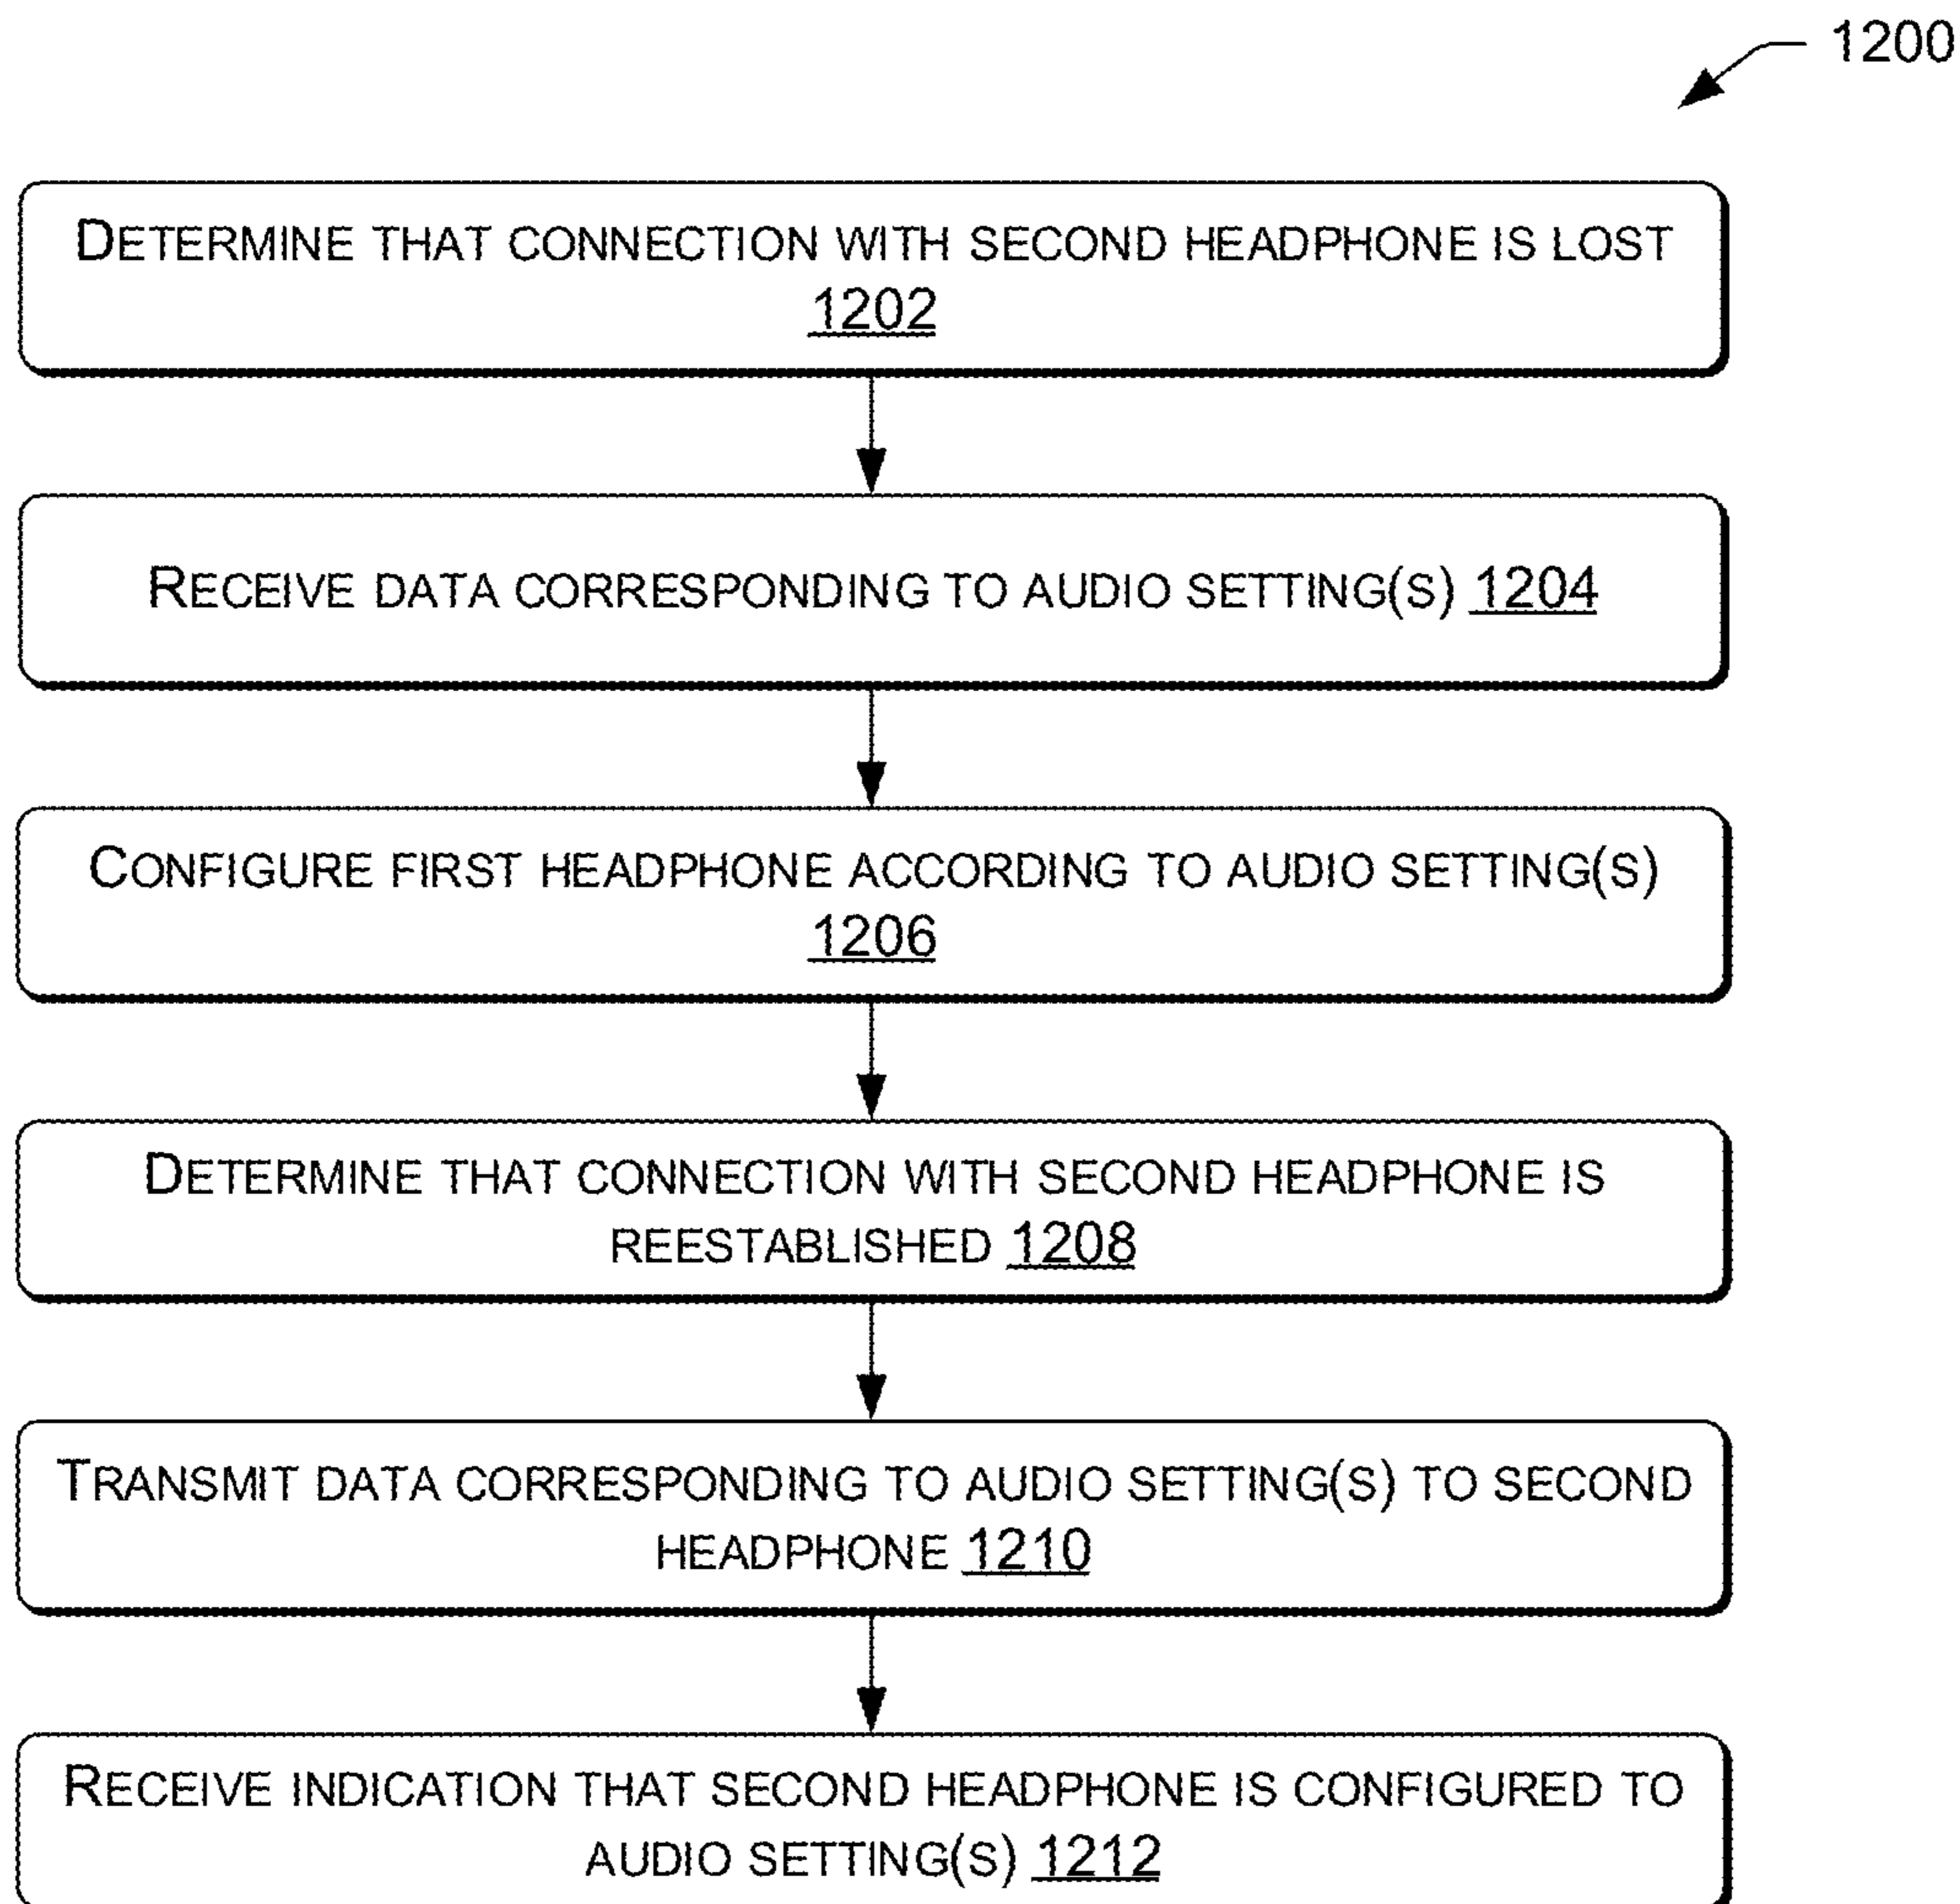 1200
DETERMINE THAT CONNECTION WITH SECOND HEADPHONE IS LOST
1202
RECEIVE DATA CORRESPONDING TO AUDIO SETTING(S) 1204
CONFIGURE FIRST HEADPHONE ACCORDING TO AUDIO SETTING(S)
1206
DETERMINE THAT CONNECTION WITH SECOND HEADPHONE IS
REESTABLISHED 1208
TRANSMIT DATA CORRESPONDING TO AUDIO SETTING(S) TO SECOND
HEADPHONE 1210
RECEIVE INDICATION THAT SECOND HEADPHONE IS CONFIGURED TO
AUDIO SETTING(S) 1212